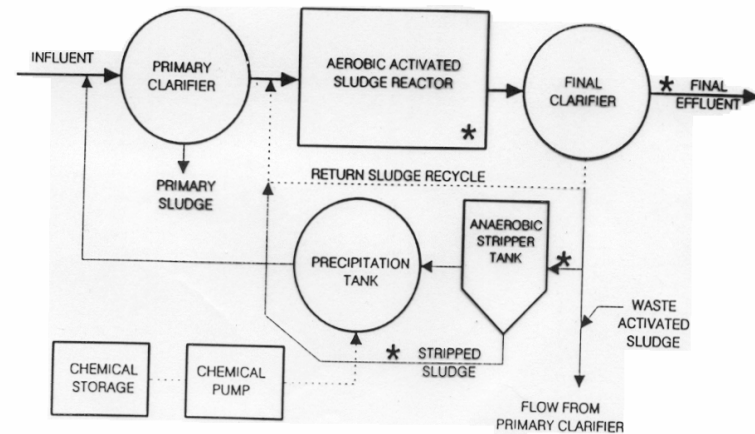 INFLUENT
PRIMARY
CLARIFIER
AEROBIC ACTIVATED
SLUDGE REACTOR
*
FINAL
CLARIFIER
* FINAL
EFFLUENT
PRIMARY
SLUDGE
RETURN SLUDGE RECYCLE
PRECIPITATION
TANK
ANAEROBIC
STRIPPER
TANK
*
WASTE
ACTIVATED
SLUDGE
* STRIPPED
SLUDGE
CHEMICAL
STORAGE
CHEMICAL
PUMP
FLOW FROM
PRIMARY CLARIFIER